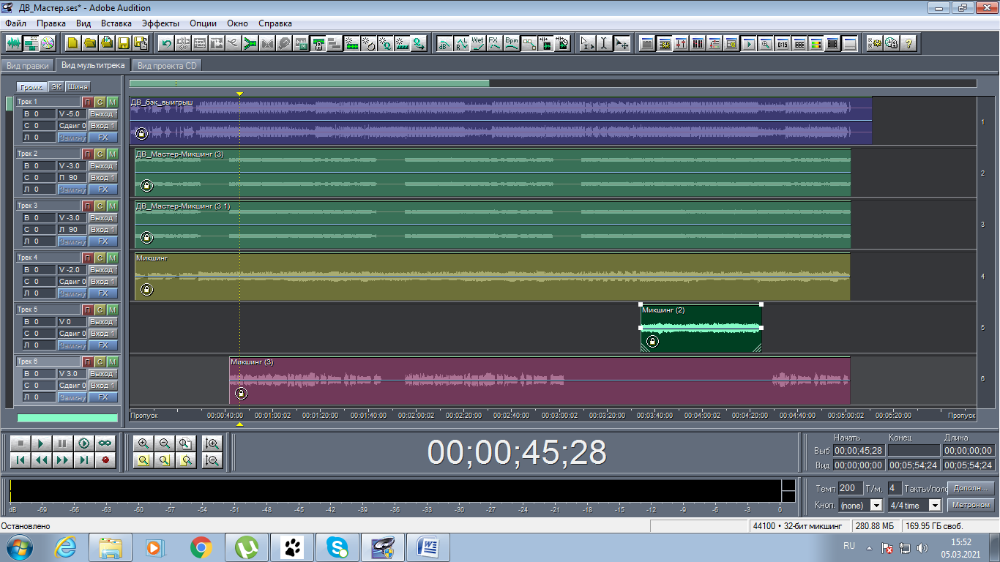 ДВ_Мастер.ses* - Adobe Audition
Файл Правка Вид Вставка Эффекты Опции Окно Справка
Wet FX Bpm 0:15
Вид правки Вид мультитрека Вид проекта CD
Громк. ЭК Шина
Трек 1 П С М
В 0 V -5.0 Выход 1
С 0 Сдвиг 0 Вход 1
Л 0 Замкну FX
ДВ_бэк_выигрыш
1
Трек 2 П С М
В 0 V -3.0 Выход 1
С 0 П 90 Вход 1
Л 0 Замкну FX
ДВ_Мастер-Микшинг (3)
2
Трек 3 П С М
В 0 V -3.0 Выход 1
С 0 Л 90 Вход 1
Л 0 Замкну FX
ДВ_Мастер-Микшинг (3.1)
3
Трек 4 П С М
В 0 V -2.0 Выход 1
С 0 Сдвиг 0 Вход 1
Л 0 Замкну FX
Микшинг
4
Трек 5 П С М
В 0 V 0 Выход 1
С 0 Сдвиг 0 Вход 1
Л 0 Замкну FX
Микшинг (2)
5
Трек 6 П С М
В 0 V 3.0 Выход 1
С 0 Сдвиг 0 Вход 1
Л 0 Замкну FX
Микшинг (3)
6
Пропуск 00:00:40:00 00:01:00:02 00:01:20:00 00:01:40:00 00:02:00:02 00:02:20:00 00:02:40:00 00:03:00:02 00:03:20:00 00:03:40:00 00:04:00:02 00:04:20:00 00:04:40:00 00:05:00:02 00:05:20:00 Пропуск
00;00;45;28
Начать Конец Длина
Выб 00;00;45;28 00;00;00;00
Вид 00;00;00;00 00;05;54;24 00;05;54;24
dB -69 -66 -63 -60 -57 -54 -51 -48 -45 -42 -39 -36 -33 -30 -27 -24 -21 -18 -15 -12 -9 -6 -3 0
Темп 200 Т/м, 4 Такты/поло Дополн...
Кноп. (none) 4/4 time Метроном
Остановлено
44100 • 32-бит микшинг 280.88 МБ 169.95 ГБ своб.
RU
15:52
05.03.2021